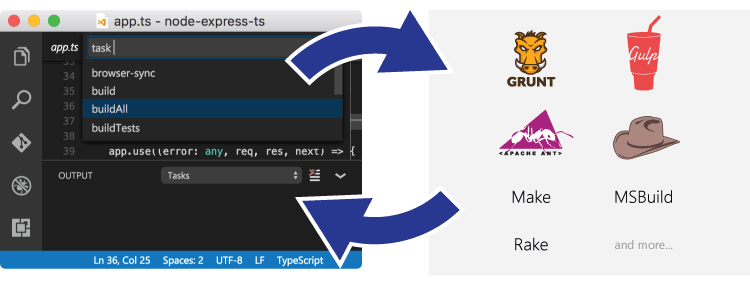 app.ts - node-express-ts
app.ts
task
browser-sync
build
buildAll
buildTests
33
34
35
36
37
38
39
app.use((error: any, req, res, next) => {
OUTPUT
Tasks
Ln 36, Col 25
Spaces: 2
UTF-8
LF
TypeScript
GRUNT
Gulp
<APACHE ANT>
Make
MSBuild
Rake
and more...